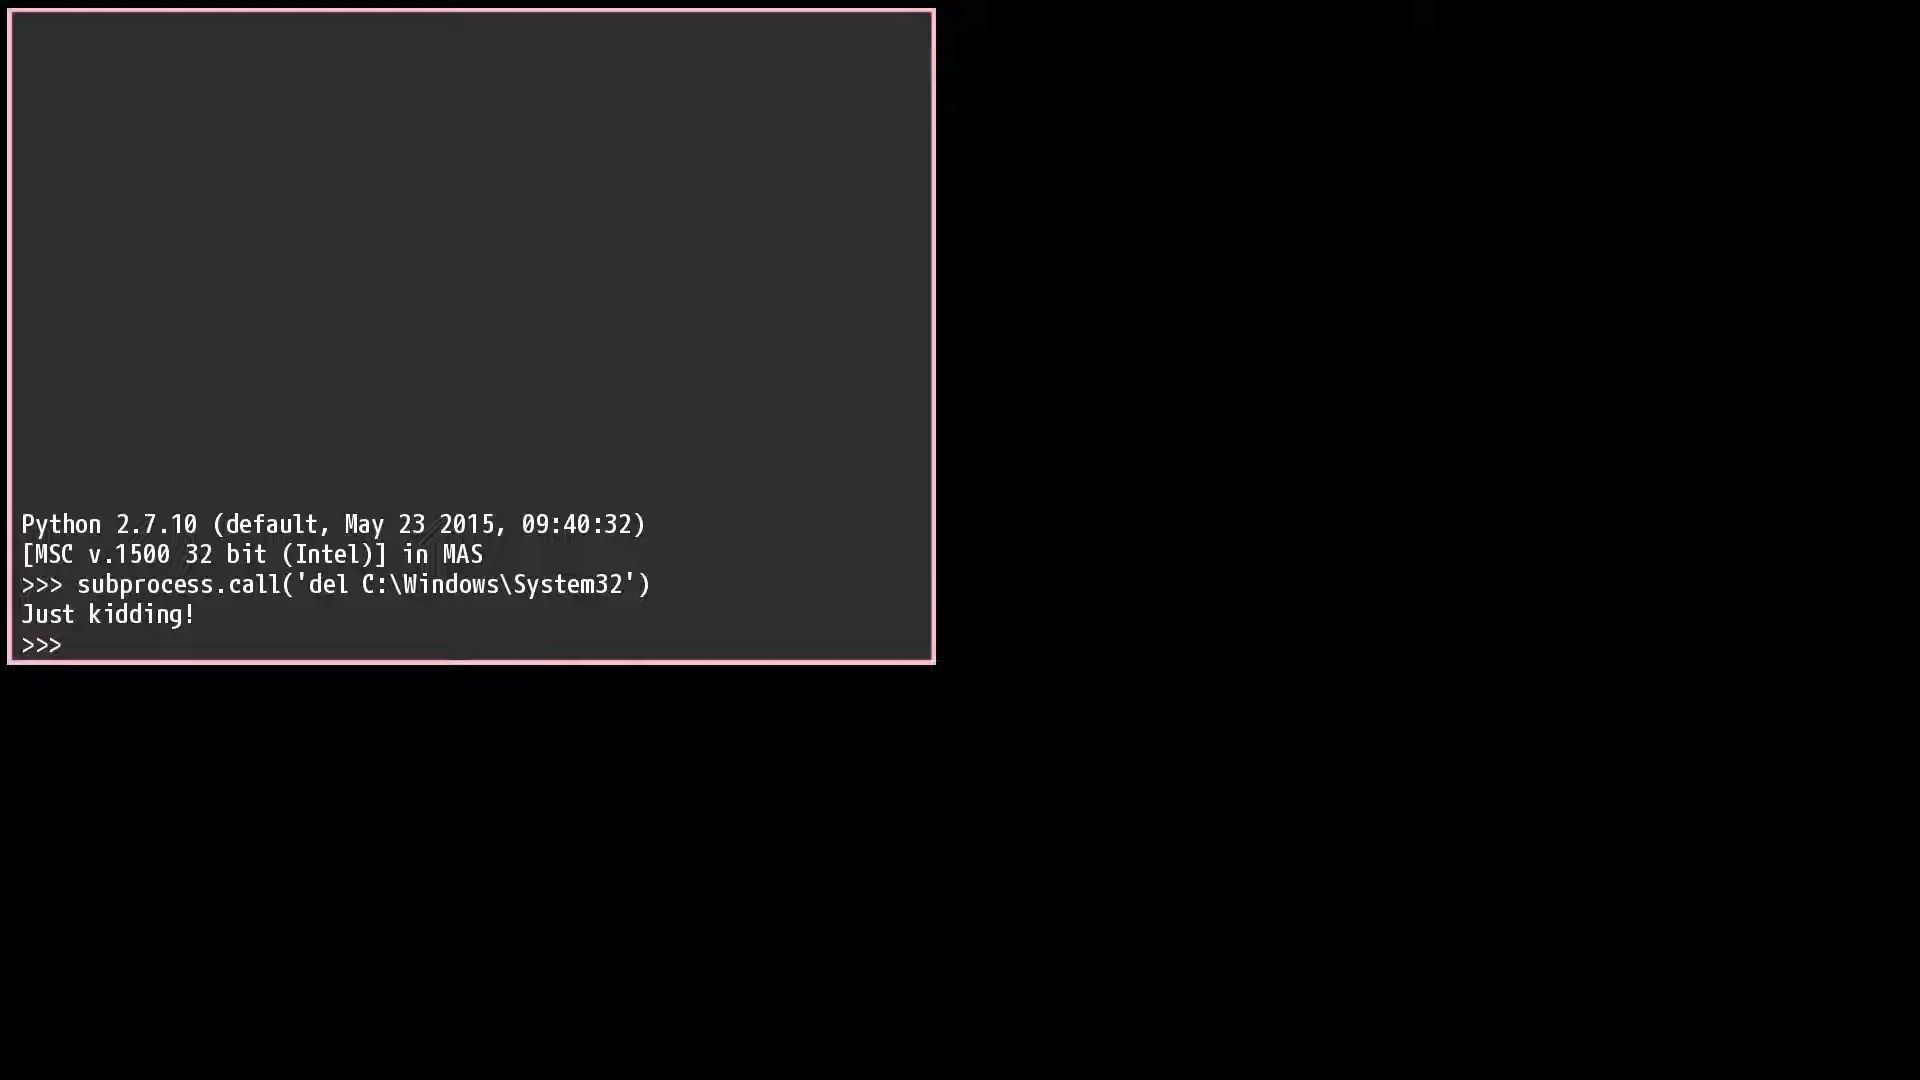 Python 2.7.10 (default, May 23 2015, 09:40:32)
[MSC v.1500 32 bit (Intel)] in MAS
>>> subprocess.call('del C:\Windows\System32')
Just kidding!
>>>